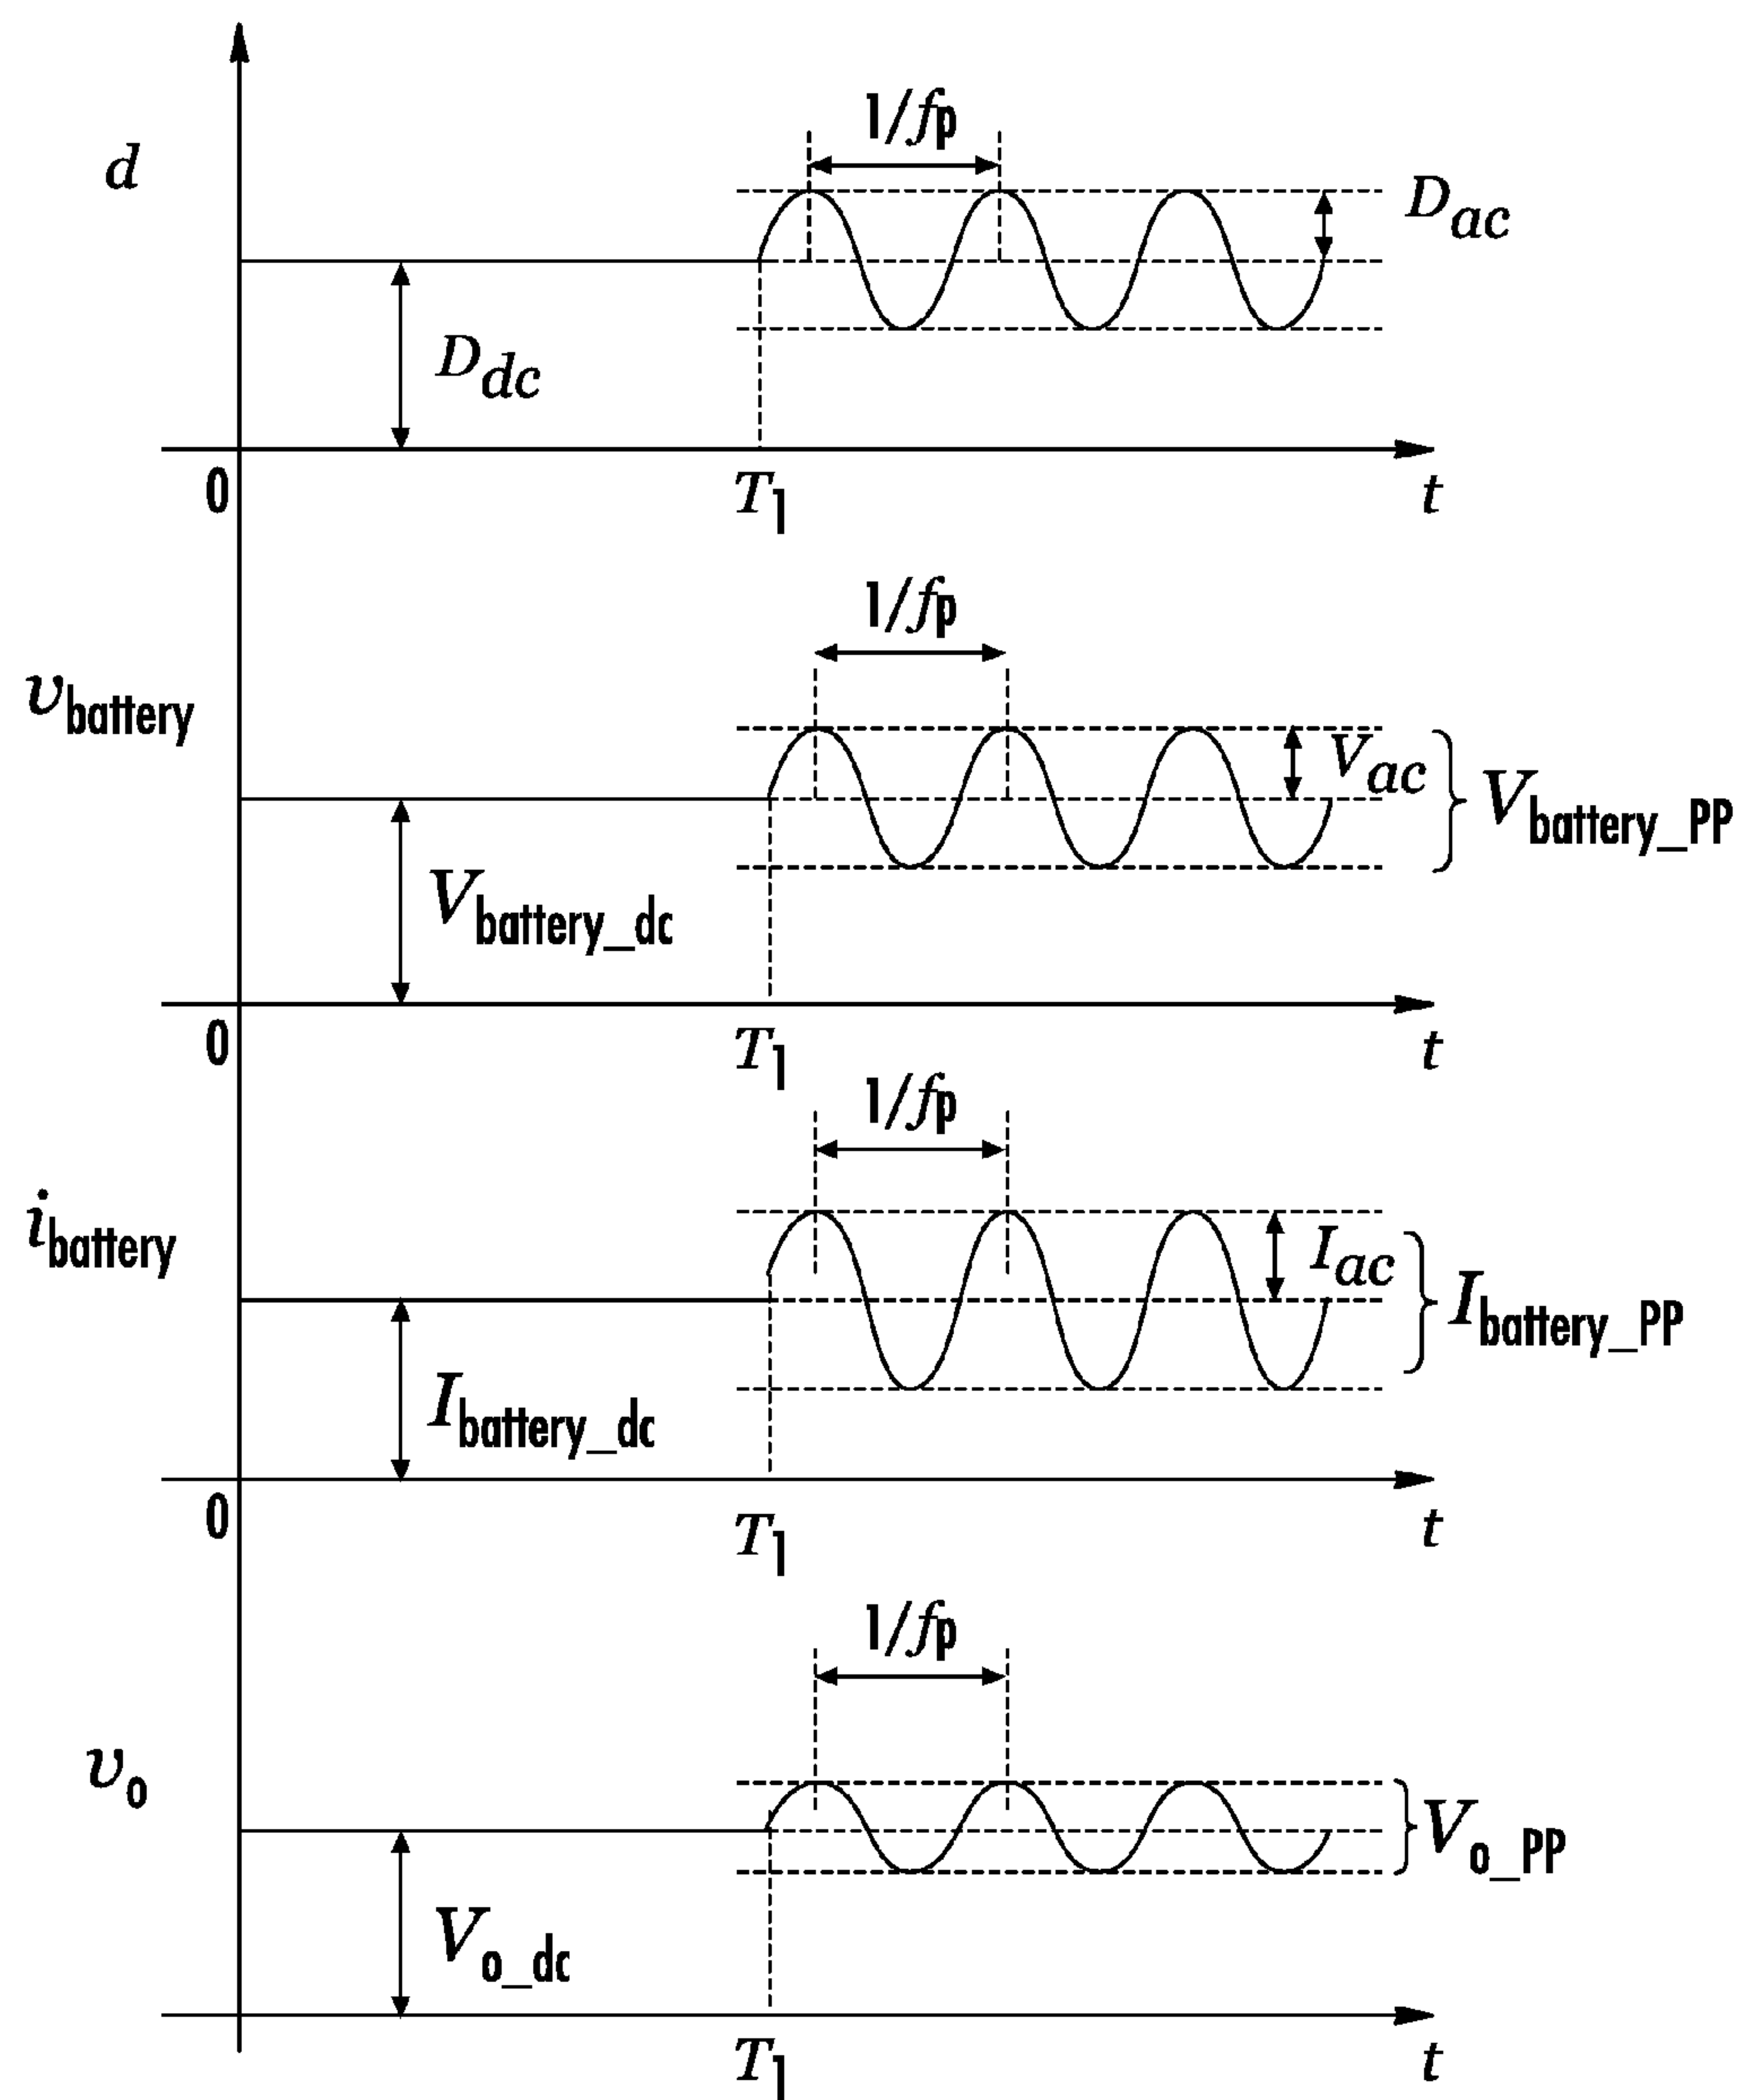 1/fp
d
Dac
Ddc
0
T1
t
1/fp
vbattery
Vac
Vbattery_PP
Vbattery_dc
0
T1
t
1/fp
ibattery
Iac
Ibattery_PP
Ibattery_dc
0
T1
t
1/fp
vo
Vo_PP
Vo_dc
T1
t